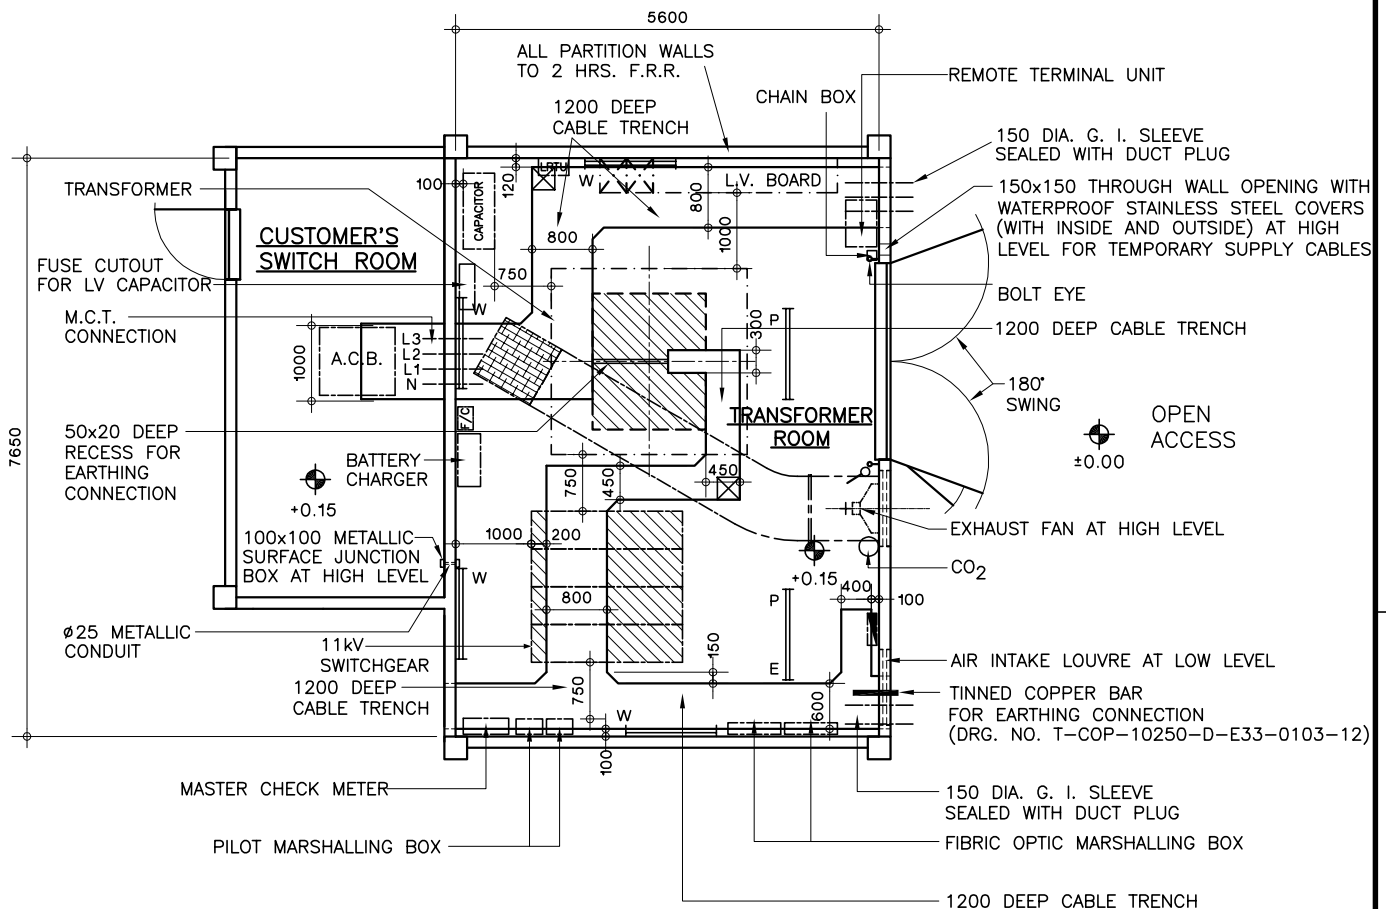 5600
ALL PARTITION WALLS
TO 2 HRS. F.R.R.
REMOTE TERMINAL UNIT
CHAIN BOX
1200 DEEP
CABLE TRENCH
150 DIA. G. I. SLEEVE
SEALED WITH DUCT PLUG
TRANSFORMER
100
CAPACITOR
120
LRTU
W
L.V. BOARD
800
1000
150x150 THROUGH WALL OPENING WITH
WATERPROOF STAINLESS STEEL COVERS
(WITH INSIDE AND OUTSIDE) AT HIGH
LEVEL FOR TEMPORARY SUPPLY CABLES
CUSTOMER'S
SWITCH ROOM
800
FUSE CUTOUT
FOR LV CAPACITOR
750
BOLT EYE
M.C.T.
CONNECTION
W
P
300
1200 DEEP CABLE TRENCH
1000
A.C.B.
L3
L2
L1
N
180°
SWING
7650
F/C
TRANSFORMER
ROOM
OPEN
ACCESS
±0.00
50x20 DEEP
RECESS FOR
EARTHING
CONNECTION
BATTERY
CHARGER
+0.15
750
450
450
EXHAUST FAN AT HIGH LEVEL
100x100 METALLIC
SURFACE JUNCTION
BOX AT HIGH LEVEL
1000
200
CO2
+0.15
W
800
P
400
100
ø25 METALLIC
CONDUIT
11kV
SWITCHGEAR
150
E
AIR INTAKE LOUVRE AT LOW LEVEL
1200 DEEP
CABLE TRENCH
750
W
600
TINNED COPPER BAR
FOR EARTHING CONNECTION
(DRG. NO. T-COP-10250-D-E33-0103-12)
100
MASTER CHECK METER
150 DIA. G. I. SLEEVE
SEALED WITH DUCT PLUG
PILOT MARSHALLING BOX
FIBRIC OPTIC MARSHALLING BOX
1200 DEEP CABLE TRENCH